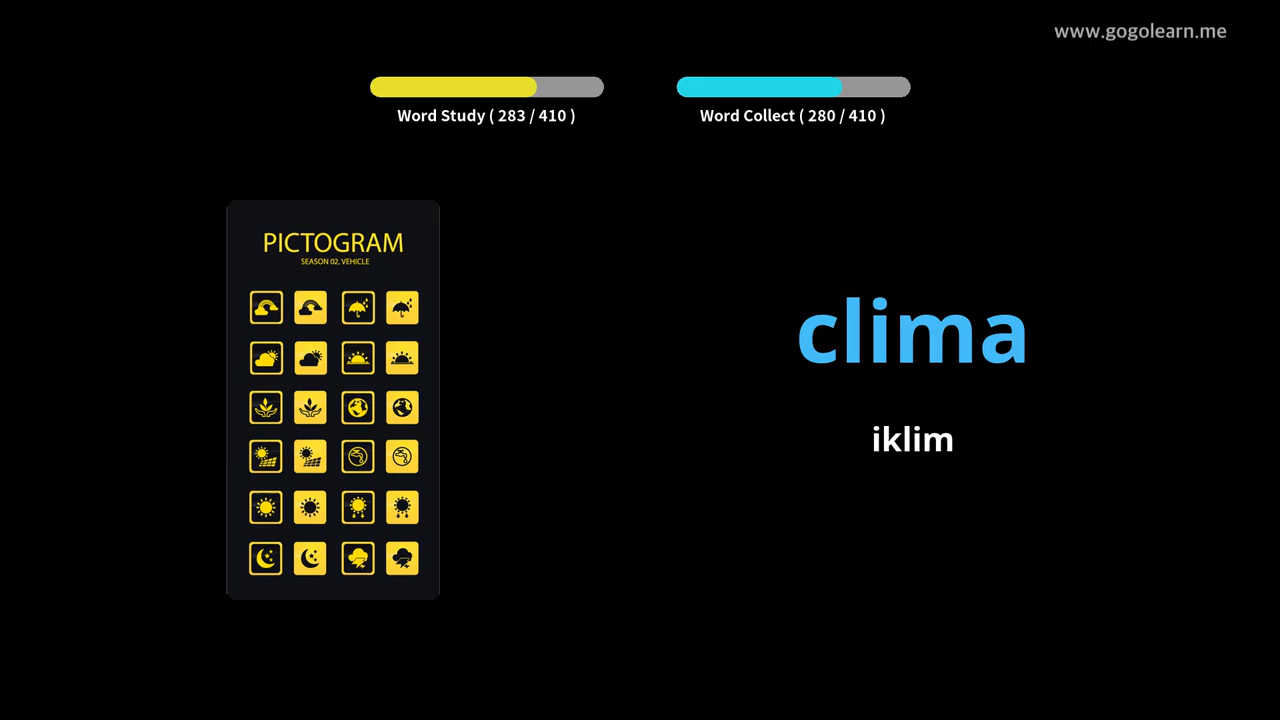 www.gogolearn.me
Word Study ( 283 / 410 )
Word Collect ( 280 / 410 )
PICTOGRAM
SEASON 02. VEHICLE
clima
iklim